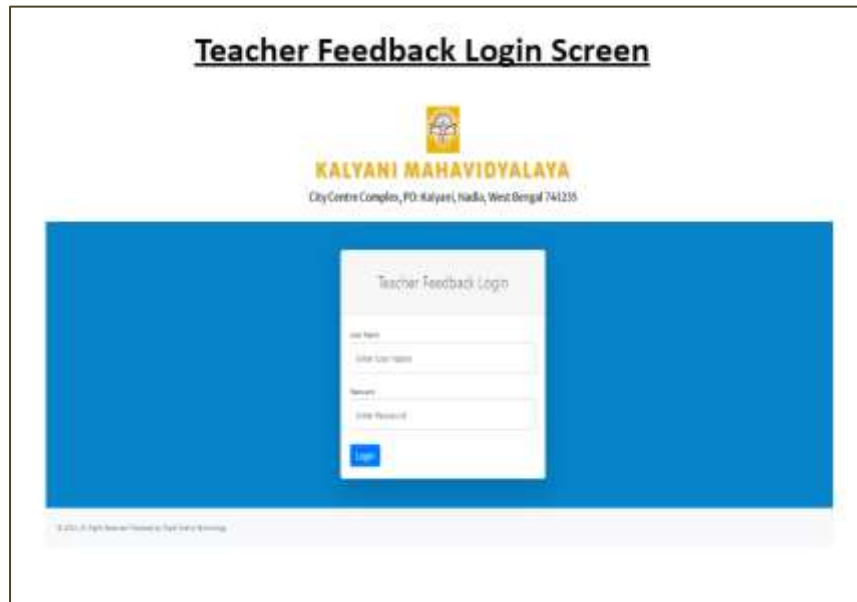 Teacher Feedback Login Screen
KALYANI MAHAVIDYALAYA
City Centre Complex, PO: Kalyani, Nadia, West Bengal 741235
Teacher Feedback Login
User Name
Enter User Name
Password
Enter Password
Login